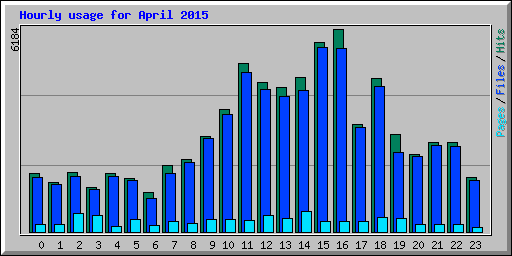 Hourly usage for April 2015
6184
Pages/Files/Hits
0 1 2 3 4 5 6 7 8 9 10 11 12 13 14 15 16 17 18 19 20 21 22 23